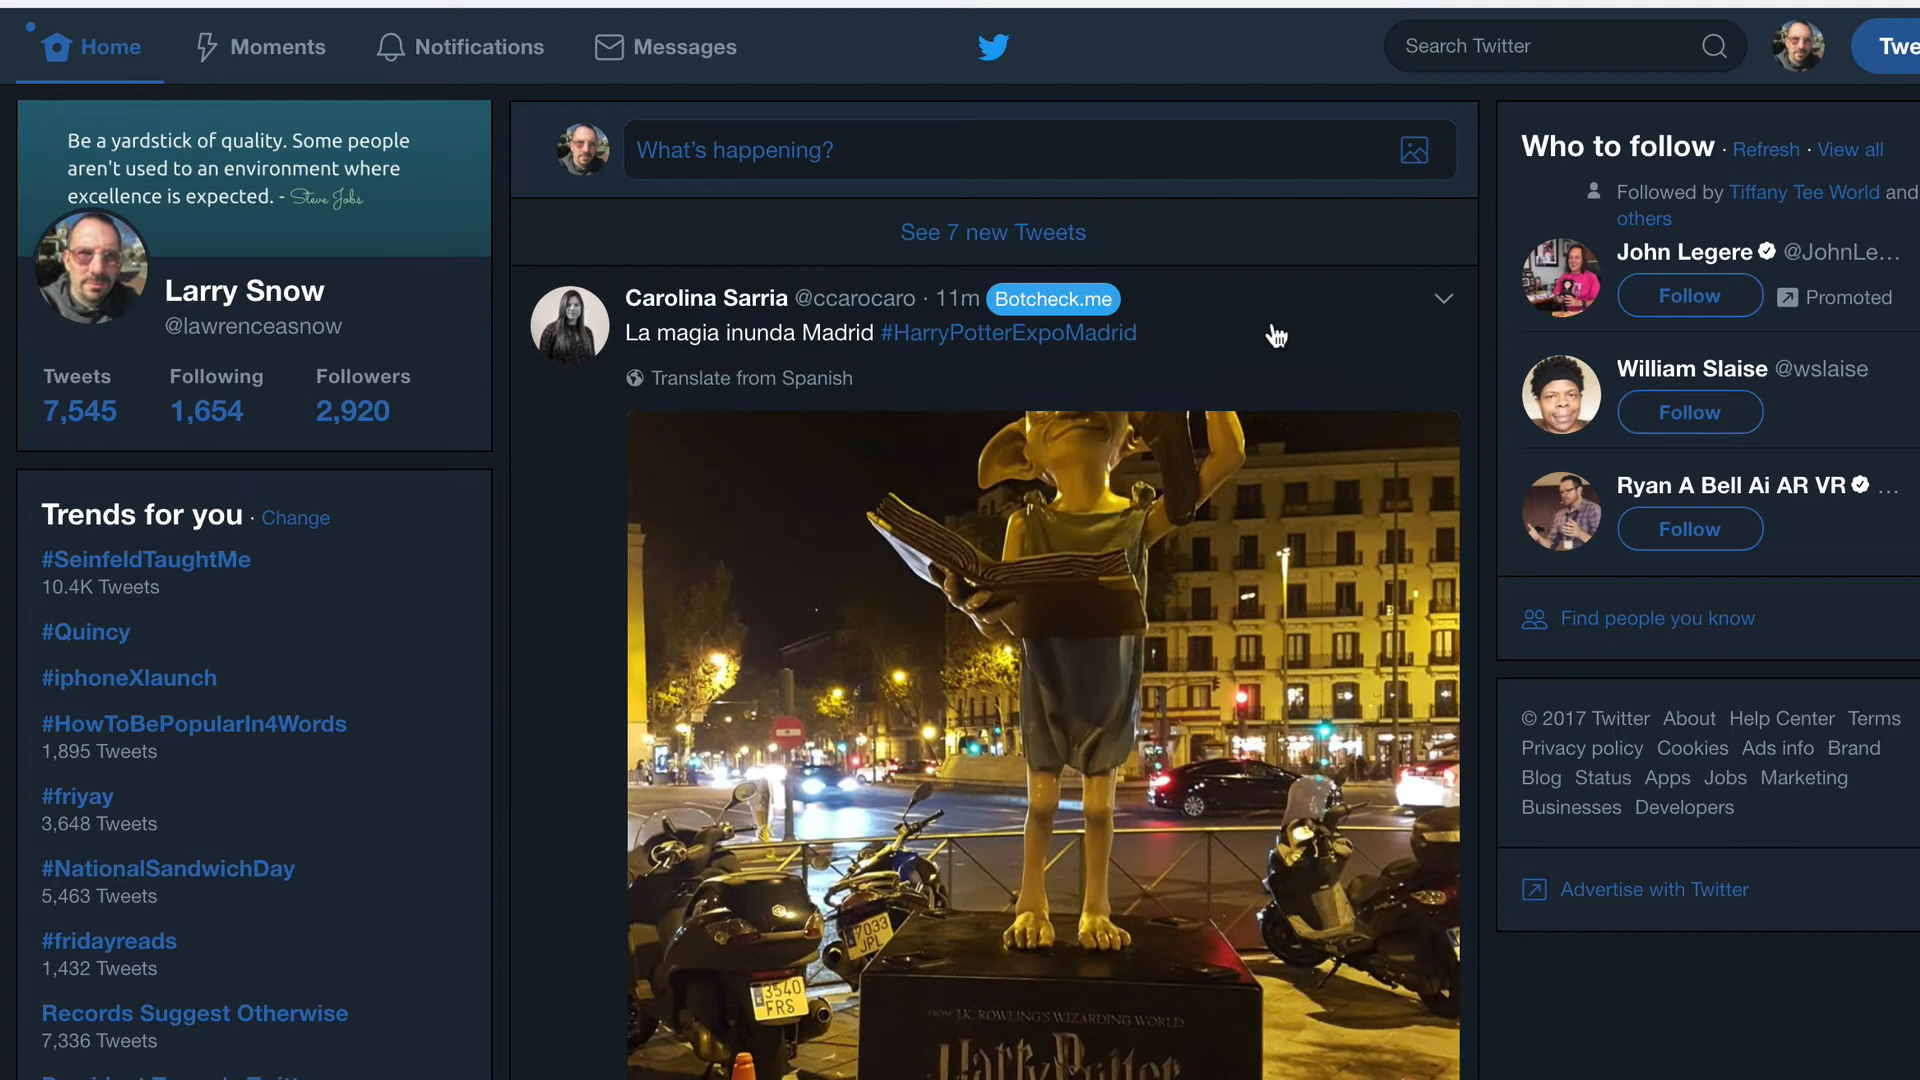 Home
Moments
Notifications
Messages
Search Twitter
Be a yardstick of quality. Some people
aren't used to an environment where
excellence is expected. - Steve Jobs
Larry Snow
@lawrenceasnow
Tweets Following Followers
7,545 1,654 2,920
Trends for you · Change
#SeinfeldTaughtMe
10.4K Tweets
#Quincy
#iphoneXlaunch
#HowToBePopularIn4Words
1,895 Tweets
#friyay
3,648 Tweets
#NationalSandwichDay
5,463 Tweets
#fridayreads
1,432 Tweets
Records Suggest Otherwise
7,336 Tweets
What's happening?
See 7 new Tweets
Carolina Sarria @ccarocaro · 11m Botcheck.me
La magia inunda Madrid #HarryPotterExpoMadrid
Translate from Spanish
7033
JPL
3540
FRS
FROM J.K. ROWLING'S WIZARDING WORLD
Harry Potter
Who to follow · Refresh · View all
Followed by Tiffany Tee World and
others
John Legere @JohnLe...
Follow Promoted
William Slaise @wslaise
Follow
Ryan A Bell Ai AR VR ...
Follow
Find people you know
© 2017 Twitter About Help Center Terms
Privacy policy Cookies Ads info Brand
Blog Status Apps Jobs Marketing
Businesses Developers
Advertise with Twitter